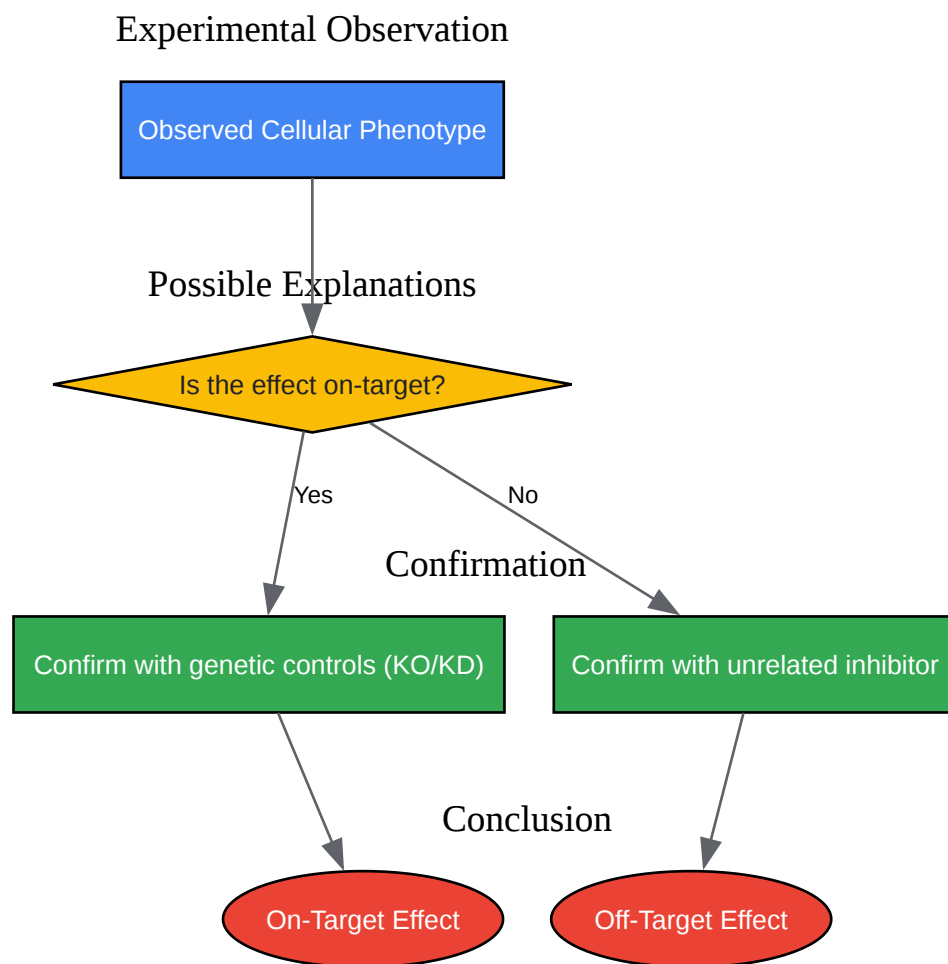 Experimental Observation
Observed Cellular Phenotype
Possible Explanations
Is the effect on-target?
Yes
No
Confirmation
Confirm with genetic controls (KO/KD)
Confirm with unrelated inhibitor
Conclusion
On-Target Effect
Off-Target Effect